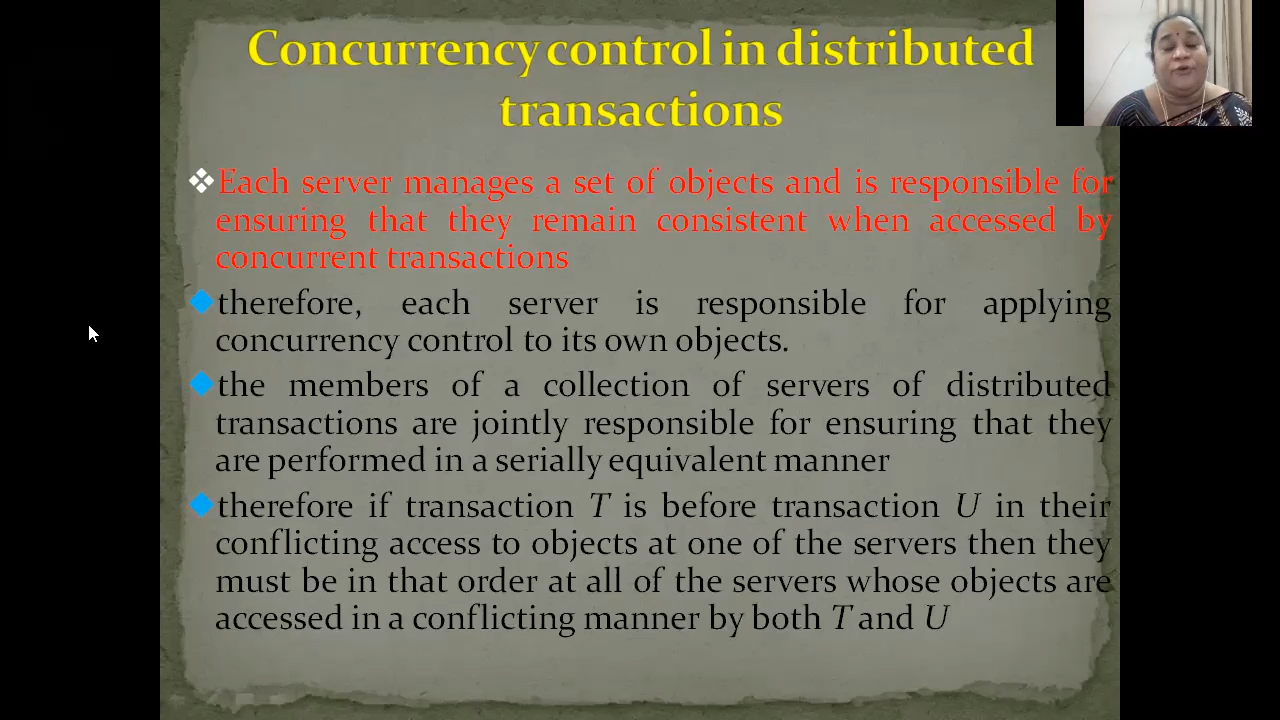 Concurrency control in distributed
transactions
Each server manages a set of objects and is responsible for
ensuring that they remain consistent when accessed by
concurrent transactions
therefore, each server is responsible for applying
concurrency control to its own objects.
the members of a collection of servers of distributed
transactions are jointly responsible for ensuring that they
are performed in a serially equivalent manner
therefore if transaction T is before transaction U in their
conflicting access to objects at one of the servers then they
must be in that order at all of the servers whose objects are
accessed in a conflicting manner by both T and U